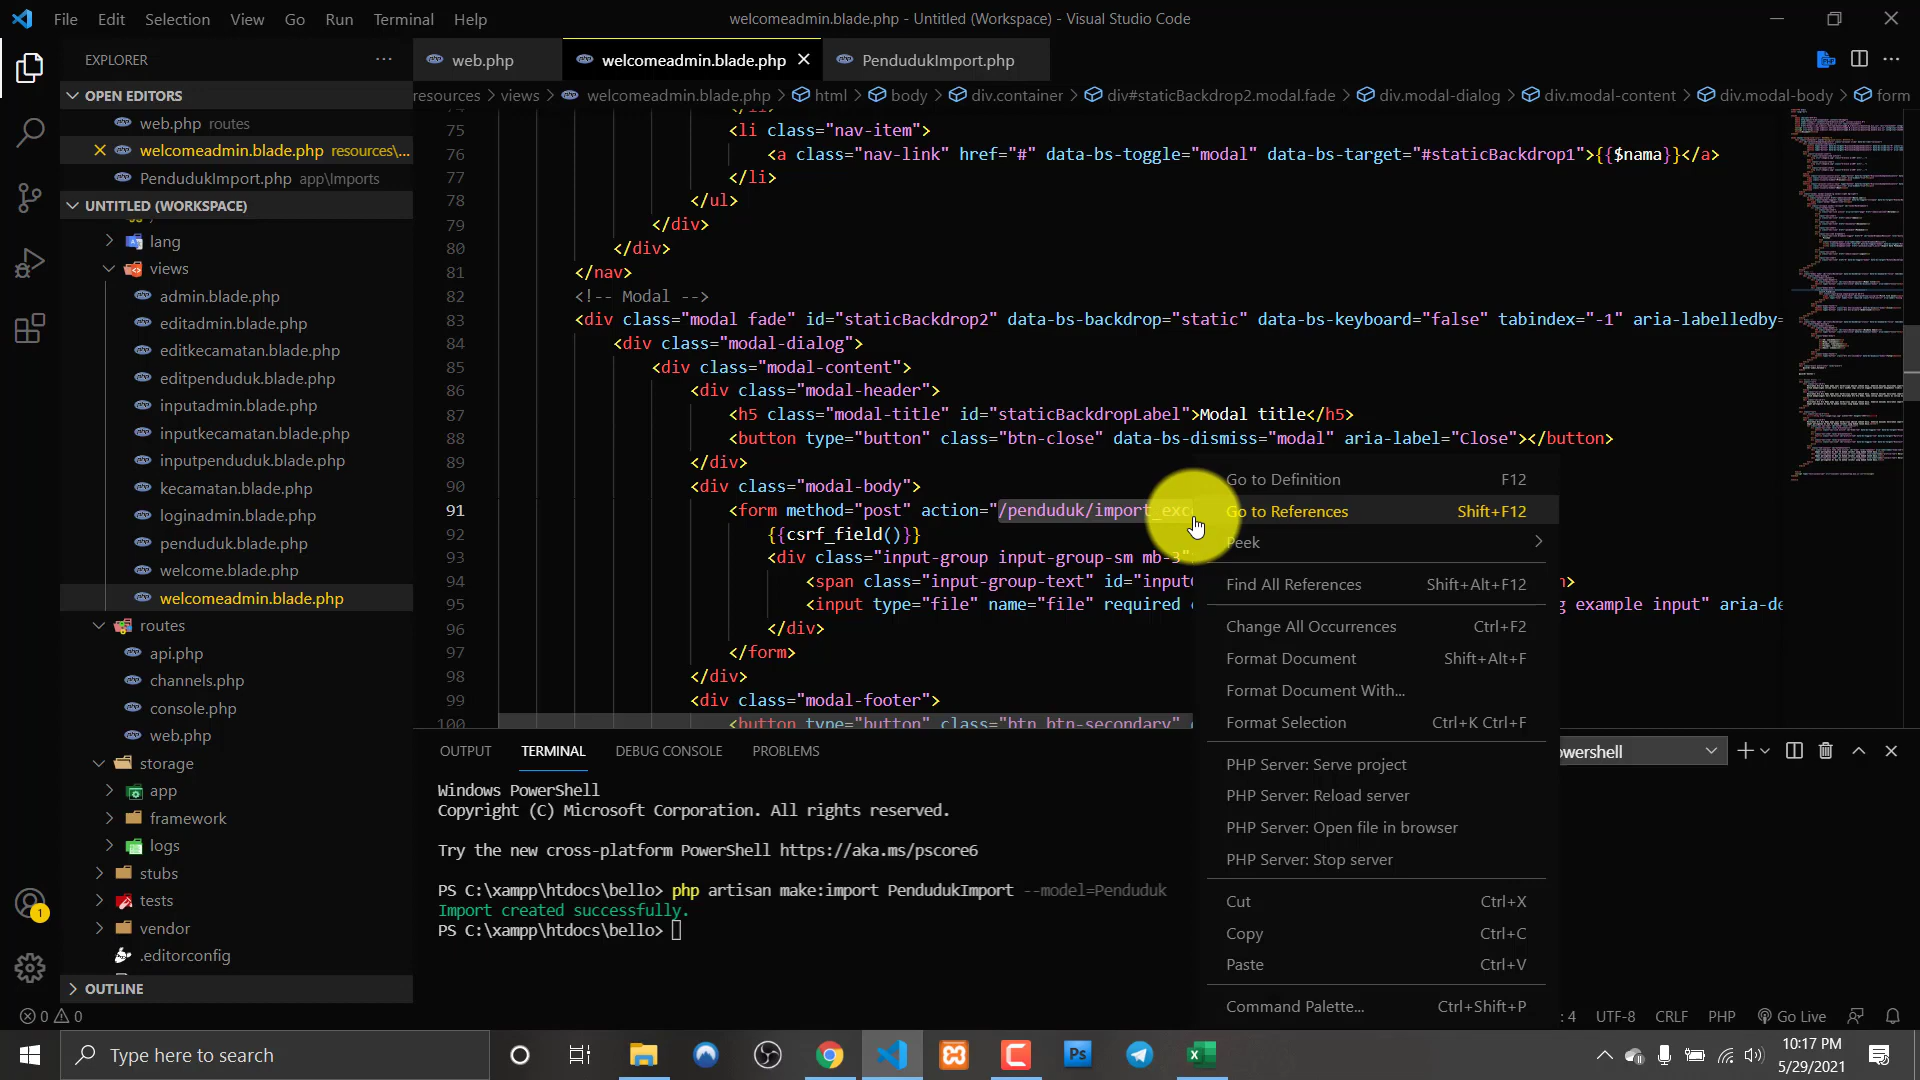 File Edit Selection View Go Run Terminal Help
welcomeadmin.blade.php - Untitled (Workspace) - Visual Studio Code
EXPLORER
web.php
welcomeadmin.blade.php
PendudukImport.php
OPEN EDITORS
resources > views > welcomeadmin.blade.php > html > body > div.container > div#staticBackdrop2.modal.fade > div.modal-dialog > div.modal-content > div.modal-body > form
web.php routes
welcomeadmin.blade.php resources\...
PendudukImport.php app\Imports
UNTITLED (WORKSPACE)
lang
views
admin.blade.php
editadmin.blade.php
editkecamatan.blade.php
editpenduduk.blade.php
inputadmin.blade.php
inputkecamatan.blade.php
inputpenduduk.blade.php
kecamatan.blade.php
loginadmin.blade.php
penduduk.blade.php
welcome.blade.php
welcomeadmin.blade.php
routes
api.php
channels.php
console.php
web.php
storage
app
framework
logs
stubs
tests
vendor
.editorconfig
OUTLINE
75 <li class="nav-item">
76 <a class="nav-link" href="#" data-bs-toggle="modal" data-bs-target="#staticBackdrop1">{{$nama}}</a>
77 </li>
78 </ul>
79 </div>
80 </div>
81 </nav>
82 <!-- Modal -->
83 <div class="modal fade" id="staticBackdrop2" data-bs-backdrop="static" data-bs-keyboard="false" tabindex="-1" aria-labelledby=
84 <div class="modal-dialog">
85 <div class="modal-content">
86 <div class="modal-header">
87 <h5 class="modal-title" id="staticBackdropLabel">Modal title</h5>
88 <button type="button" class="btn-close" data-bs-dismiss="modal" aria-label="Close"></button>
89 </div>
90 <div class="modal-body">
91 <form method="post" action="/penduduk/import_exc
92 {{csrf_field()}}
93 <div class="input-group input-group-sm mb-3"
94 <span class="input-group-text" id="input n>
95 <input type="file" name="file" required g example input" aria-de
96 </div>
97 </form>
98 </div>
99 <div class="modal-footer">
100 <button type="button" class="btn btn-secondary"
Go to Definition F12
Go to References Shift+F12
Peek
Find All References Shift+Alt+F12
Change All Occurrences Ctrl+F2
Format Document Shift+Alt+F
Format Document With...
Format Selection Ctrl+K Ctrl+F
PHP Server: Serve project
PHP Server: Reload server
PHP Server: Open file in browser
PHP Server: Stop server
Cut Ctrl+X
Copy Ctrl+C
Paste Ctrl+V
Command Palette... Ctrl+Shift+P
OUTPUT TERMINAL DEBUG CONSOLE PROBLEMS
owershell
Windows PowerShell
Copyright (C) Microsoft Corporation. All rights reserved.
Try the new cross-platform PowerShell https://aka.ms/pscore6
PS C:\xampp\htdocs\bello> php artisan make:import PendudukImport --model=Penduduk
Import created successfully.
PS C:\xampp\htdocs\bello>
0 0
: 4 UTF-8 CRLF PHP Go Live
1
Type here to search
Ps
10:17 PM
5/29/2021